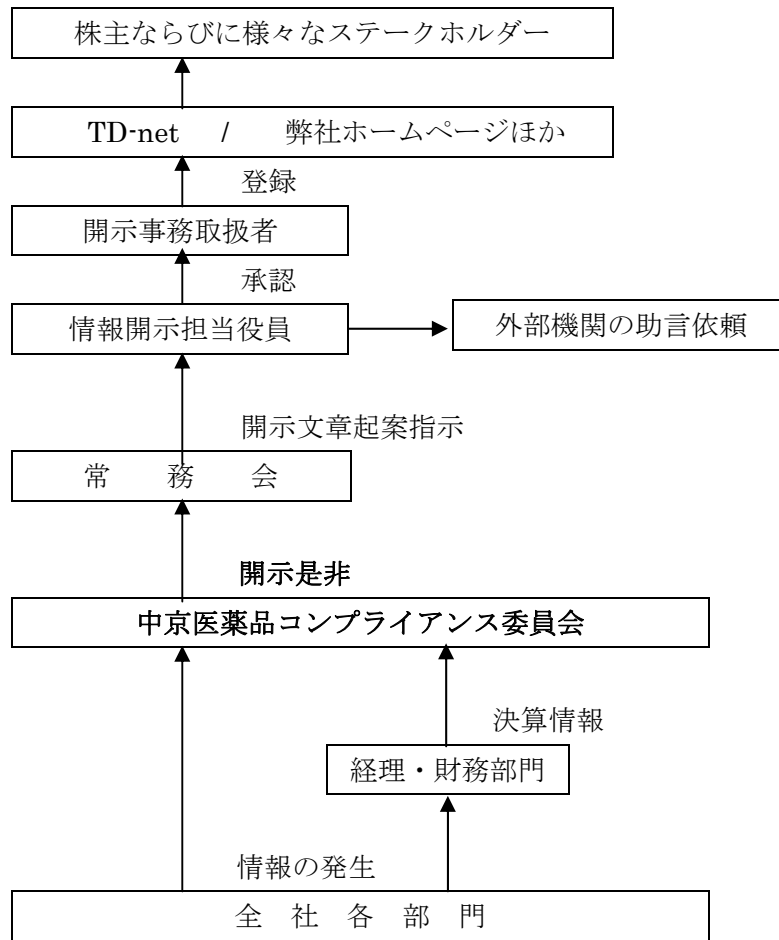 株主ならびに様々なステークホルダー
TD-net / 弊社ホームページほか
登録
開示事務取扱者
承認
情報開示担当役員
外部機関の助言依頼
開示文章起案指示
常 務 会
開示是非
中京医薬品コンプライアンス委員会
決算情報
経理・財務部門
情報の発生
全 社 各 部 門